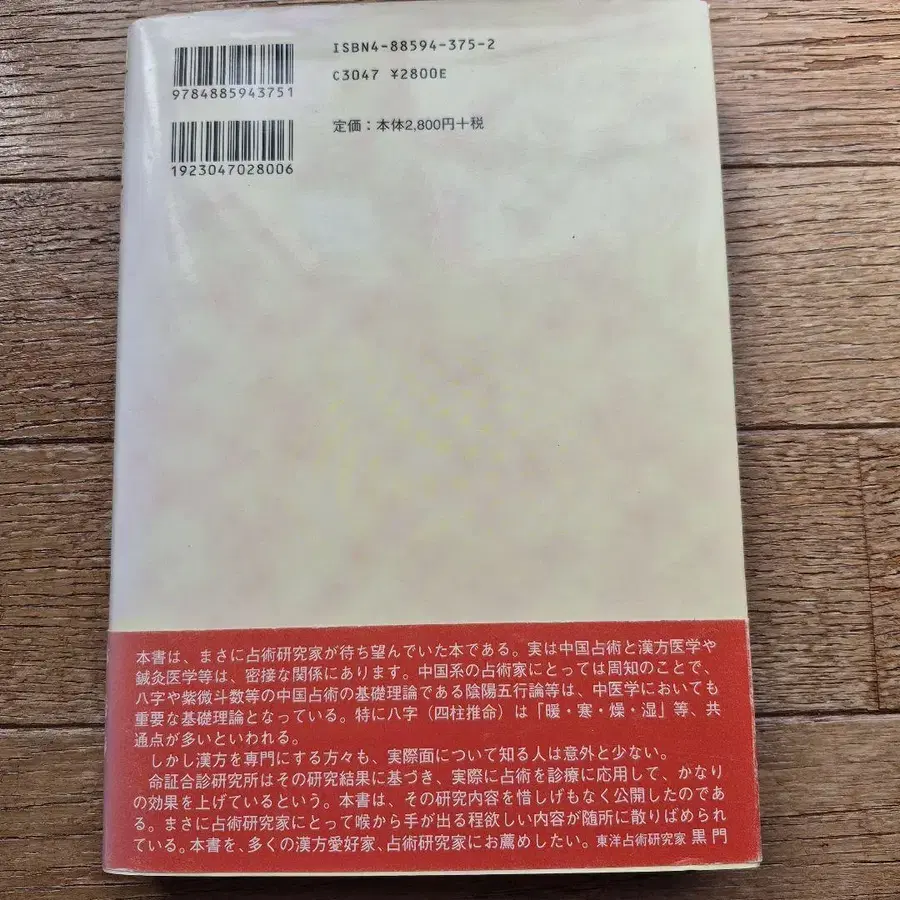 ISBN4-88594-375-2
C3047 ¥2800E
9784885943751
定価：本体2,800円＋税
1923047028006
本書は、まさに占術研究家が待ち望んでいた本である。実は中国占術と漢方医学や
鍼灸医学等は、密接な関係にあります。中国系の占術家にとっては周知のことで、
八字や紫微斗数等の中国占術の基礎理論である陰陽五行論等は、中医学においても
重要な基礎理論となっている。特に八字（四柱推命）は「暖・寒・燥・湿」等、共
通点が多いといわれる。
しかし漢方を専門にする方々も、実際面について知る人は意外と少ない。
命証合診研究所はその研究結果に基づき、実際に占術を診療に応用して、かなり
の効果を上げているという。本書は、その研究内容を惜しげもなく公開したのであ
る。まさに占術研究家にとって喉から手が出る程欲しい内容が随所に散りばめられ
ている。本書を、多くの漢方愛好家、占術研究家にお薦めしたい。東洋占術研究家 黒門